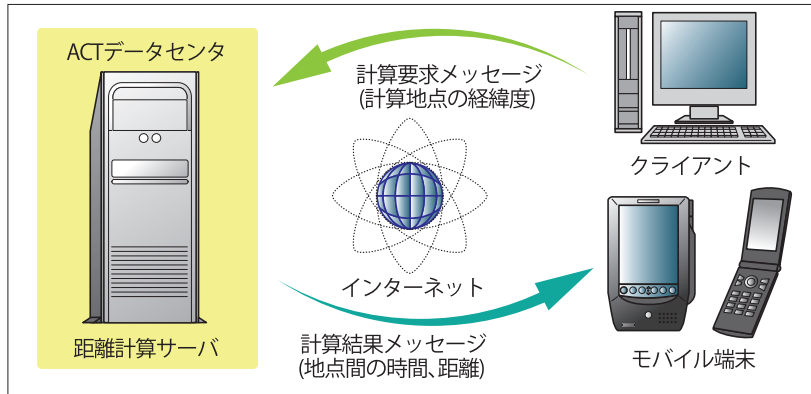 ACTデータセンタ
距離計算サーバ
計算要求メッセージ
(計算地点の経緯度)
インターネット
計算結果メッセージ
(地点間の時間、距離)
クライアント
モバイル端末